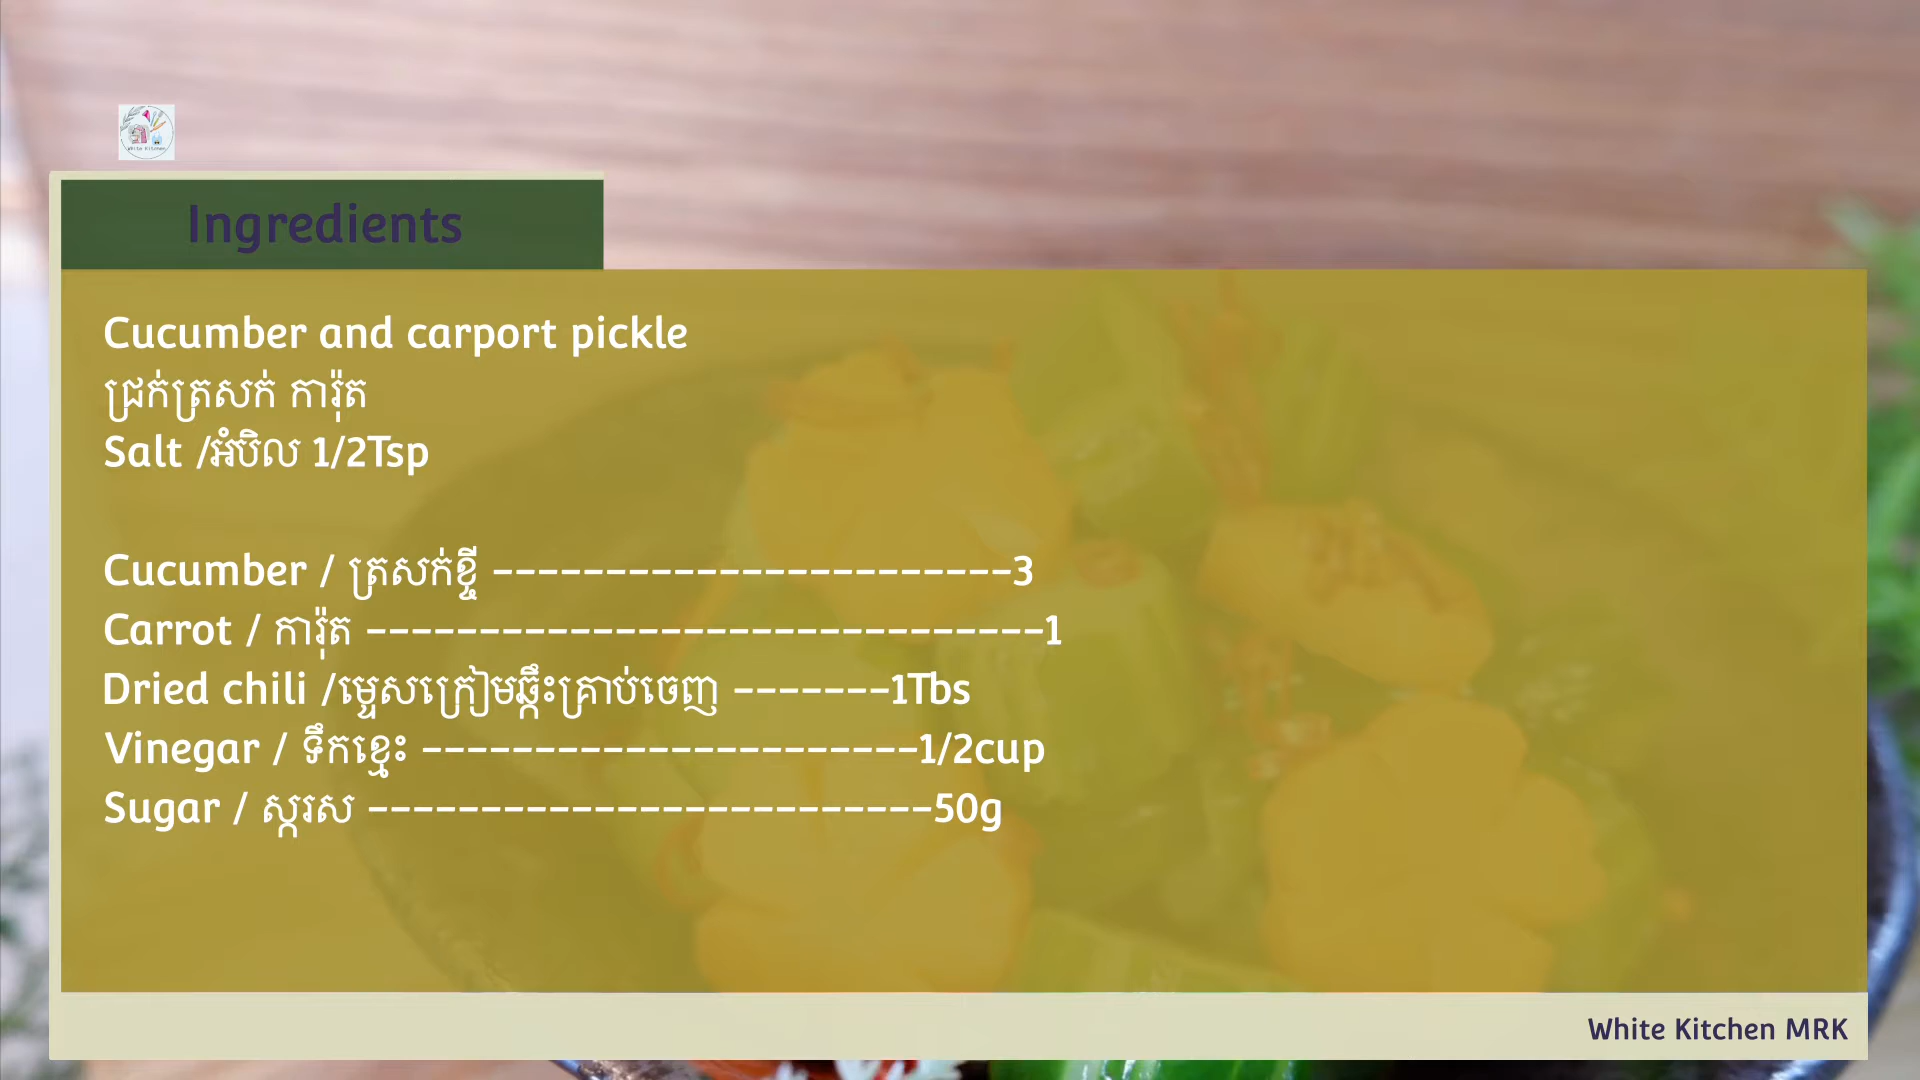 White Kitchen
Ingredients
Cucumber and carport pickle
ជ្រក់ត្រសក់ ការ៉ុត
Salt /អំបិល 1/2Tsp
Cucumber / ត្រសក់ខ្ចី -----------------------3
Carrot / ការ៉ុត ------------------------------1
Dried chili /ម្ទេសក្រៀមឆ្កឹះគ្រាប់ចេញ -------1Tbs
Vinegar / ទឹកខ្មេះ ----------------------1/2cup
Sugar / ស្ករស -------------------------50g
White Kitchen MRK